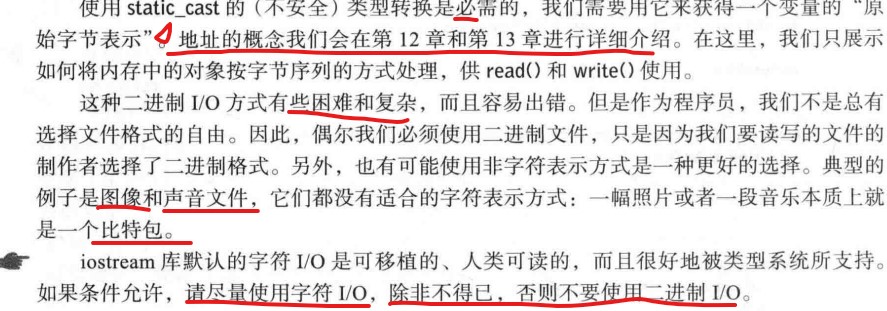 使用 static_cast 的（不安全）类型转换是必需的，我们需要用它来获得一个变量的“原
始字节表示”。地址的概念我们会在第 12 章和第 13 章进行详细介绍。在这里，我们只展示
如何将内存中的对象按字节序列的方式处理，供 read() 和 write() 使用。
这种二进制 I/O 方式有些困难和复杂，而且容易出错。但是作为程序员，我们不是总有
选择文件格式的自由。因此，偶尔我们必须使用二进制文件，只是因为我们要读写的文件的
制作者选择了二进制格式。另外，也有可能使用非字符表示方式是一种更好的选择。典型的
例子是图像和声音文件，它们都没有适合的字符表示方式：一幅照片或者一段音乐本质上就
是一个比特包。
iostream 库默认的字符 I/O 是可移植的、人类可读的，而且很好地被类型系统所支持。
如果条件允许，请尽量使用字符 I/O，除非不得已，否则不要使用二进制 I/O。